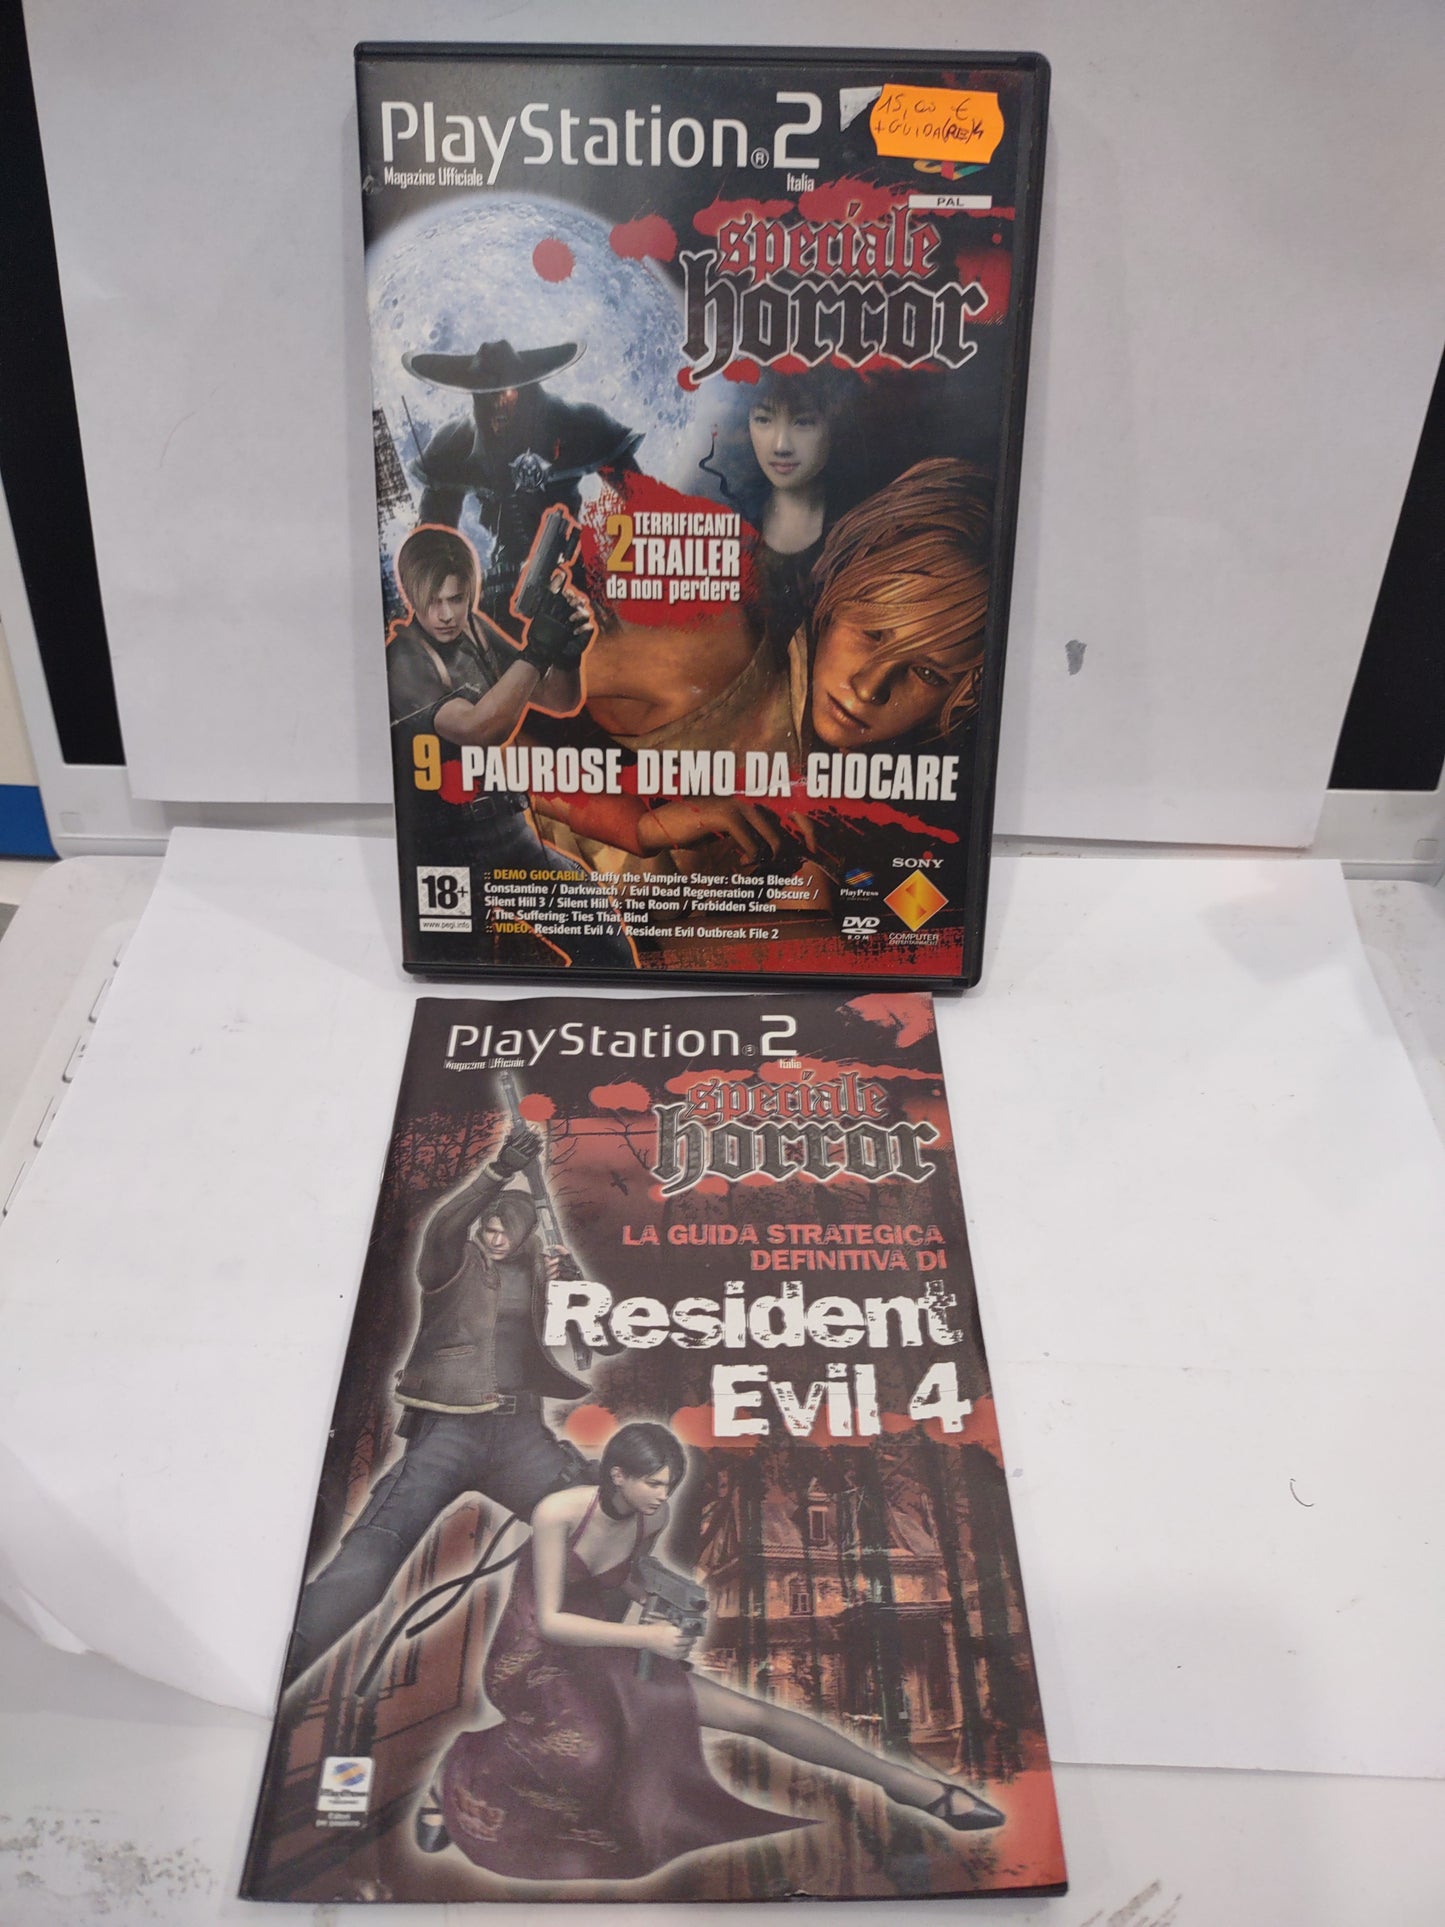 PlayStation®2
Magazine Ufficiale
Italia
15,00 €
+ GUIDA (RE)4
PAL
speciale
horror
2 TERRIFICANTI
TRAILER
da non perdere
9 PAUROSE DEMO DA GIOCARE
18+
www.pegi.info
:: DEMO GIOCABILI: Buffy the Vampire Slayer: Chaos Bleeds /
Constantine / Darkwatch / Evil Dead Regeneration / Obscure /
Silent Hill 3 / Silent Hill 4: The Room / Forbidden Siren
/ The Suffering: Ties That Bind
:: VIDEO: Resident Evil 4 / Resident Evil Outbreak File 2
PlayPress
DVD
ROM
SONY
COMPUTER
ENTERTAINMENT
PlayStation®2
Magazine Ufficiale
Italia
speciale
horror
LA GUIDA STRATEGICA
DEFINITIVA DI
Resident
Evil 4